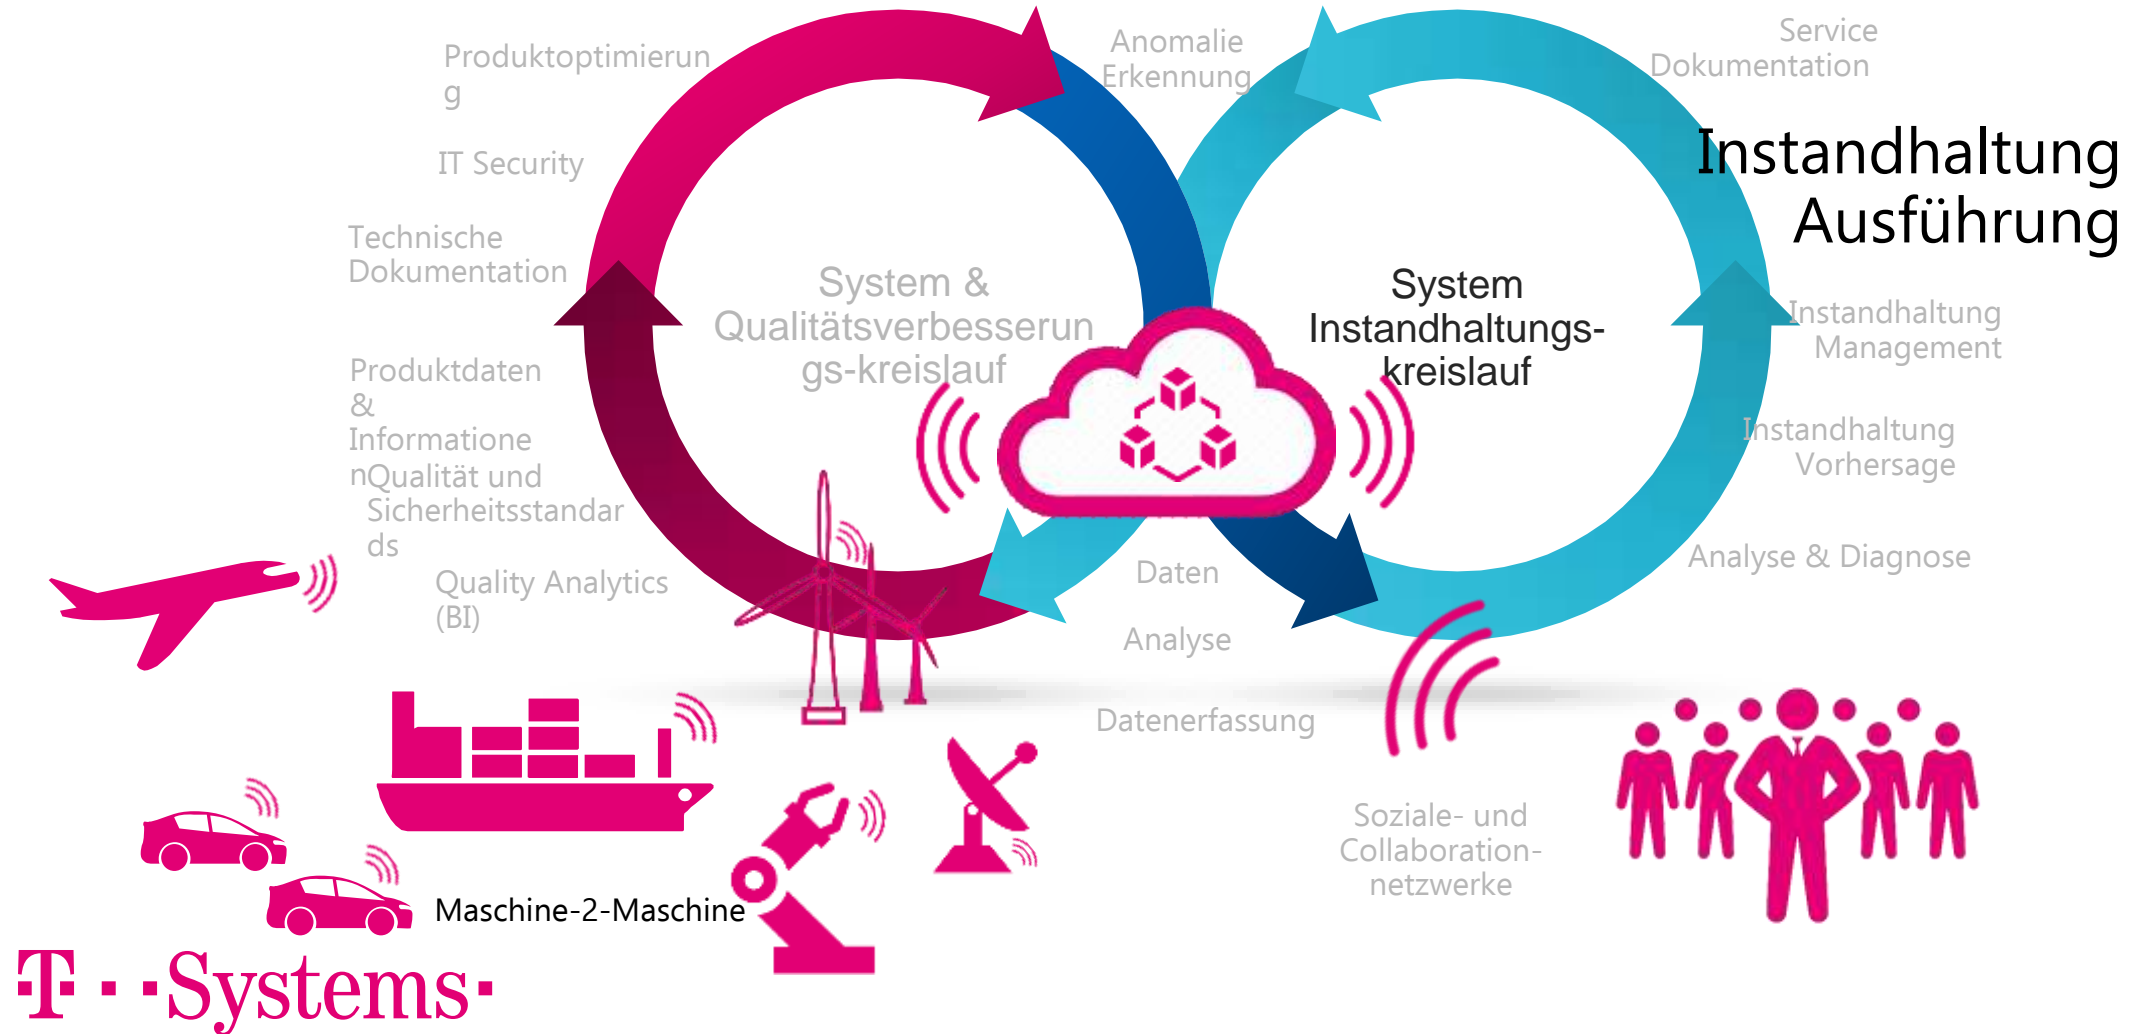 Produktoptimierun
g
IT Security
Technische
Dokumentation
Produktdaten
&
Informatione
n
Qualität und
Sicherheitsstandar
ds
Quality Analytics
(BI)
System &
Qualitätsverbesserun
gs-kreislauf
Anomalie
Erkennung
System
Instandhaltungs-
kreislauf
Service
Dokumentation
Instandhaltung
Ausführung
Instandhaltung
Management
Instandhaltung
Vorhersage
Analyse & Diagnose
Daten
Analyse
Datenerfassung
Soziale- und
Collaboration-
netzwerke
Maschine-2-Maschine
T··Systems·